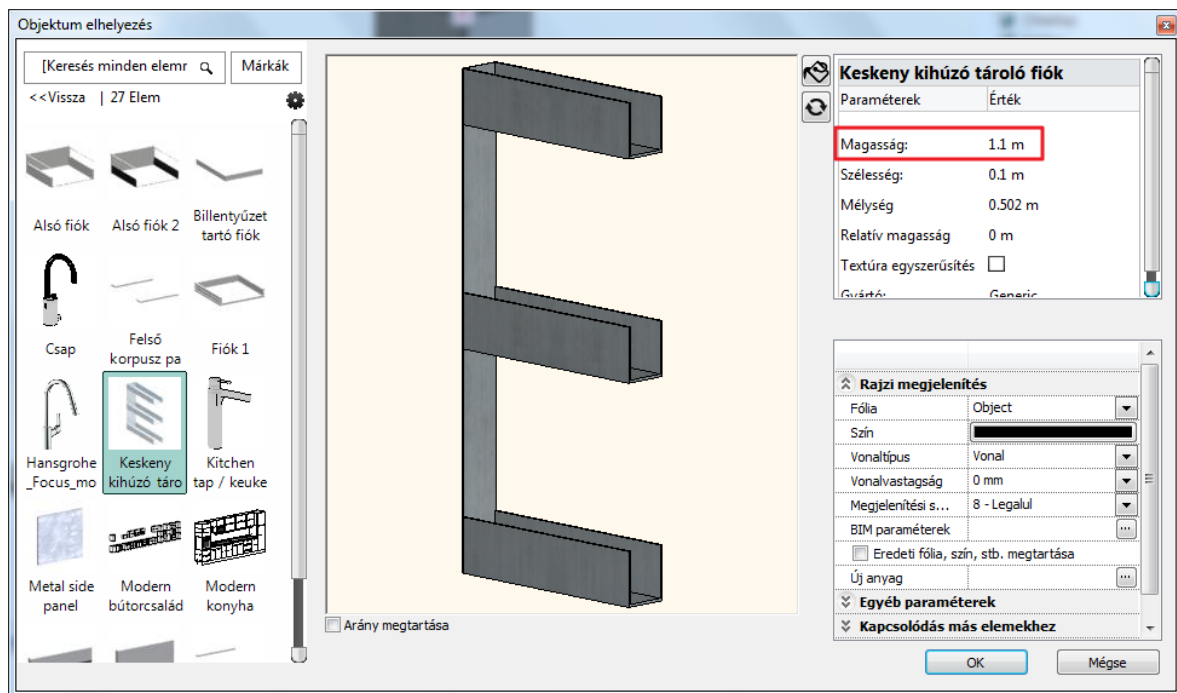 Objektum elhelyezés
[Keresés minden elemr
Márkák
<<Vissza | 27 Elem
Alsó fiók
Alsó fiók 2
Billentyűzet
tartó fiók
Csap
Felső
korpusz pa
Fiók 1
Hansgrohe
_Focus_mo
Keskeny
kihúzó táro
Kitchen
tap / keuke
Metal side
panel
Modern
bútorcsalád
Modern
konyha
Arány megtartása
Keskeny kihúzó tároló fiók
Paraméterek Érték
Magasság: 1.1 m
Szélesség: 0.1 m
Mélység 0.502 m
Relatív magasság 0 m
Textúra egyszerűsítés
Gyártó: Generic
Rajzi megjelenítés
Fólia Object
Szín
Vonaltípus Vonal
Vonalvastagság 0 mm
Megjelenítési s... 8 - Legalul
BIM paraméterek ...
Eredeti fólia, szín, stb. megtartása
Új anyag ...
Egyéb paraméterek
Kapcsolódás más elemekhez
OK
Mégse